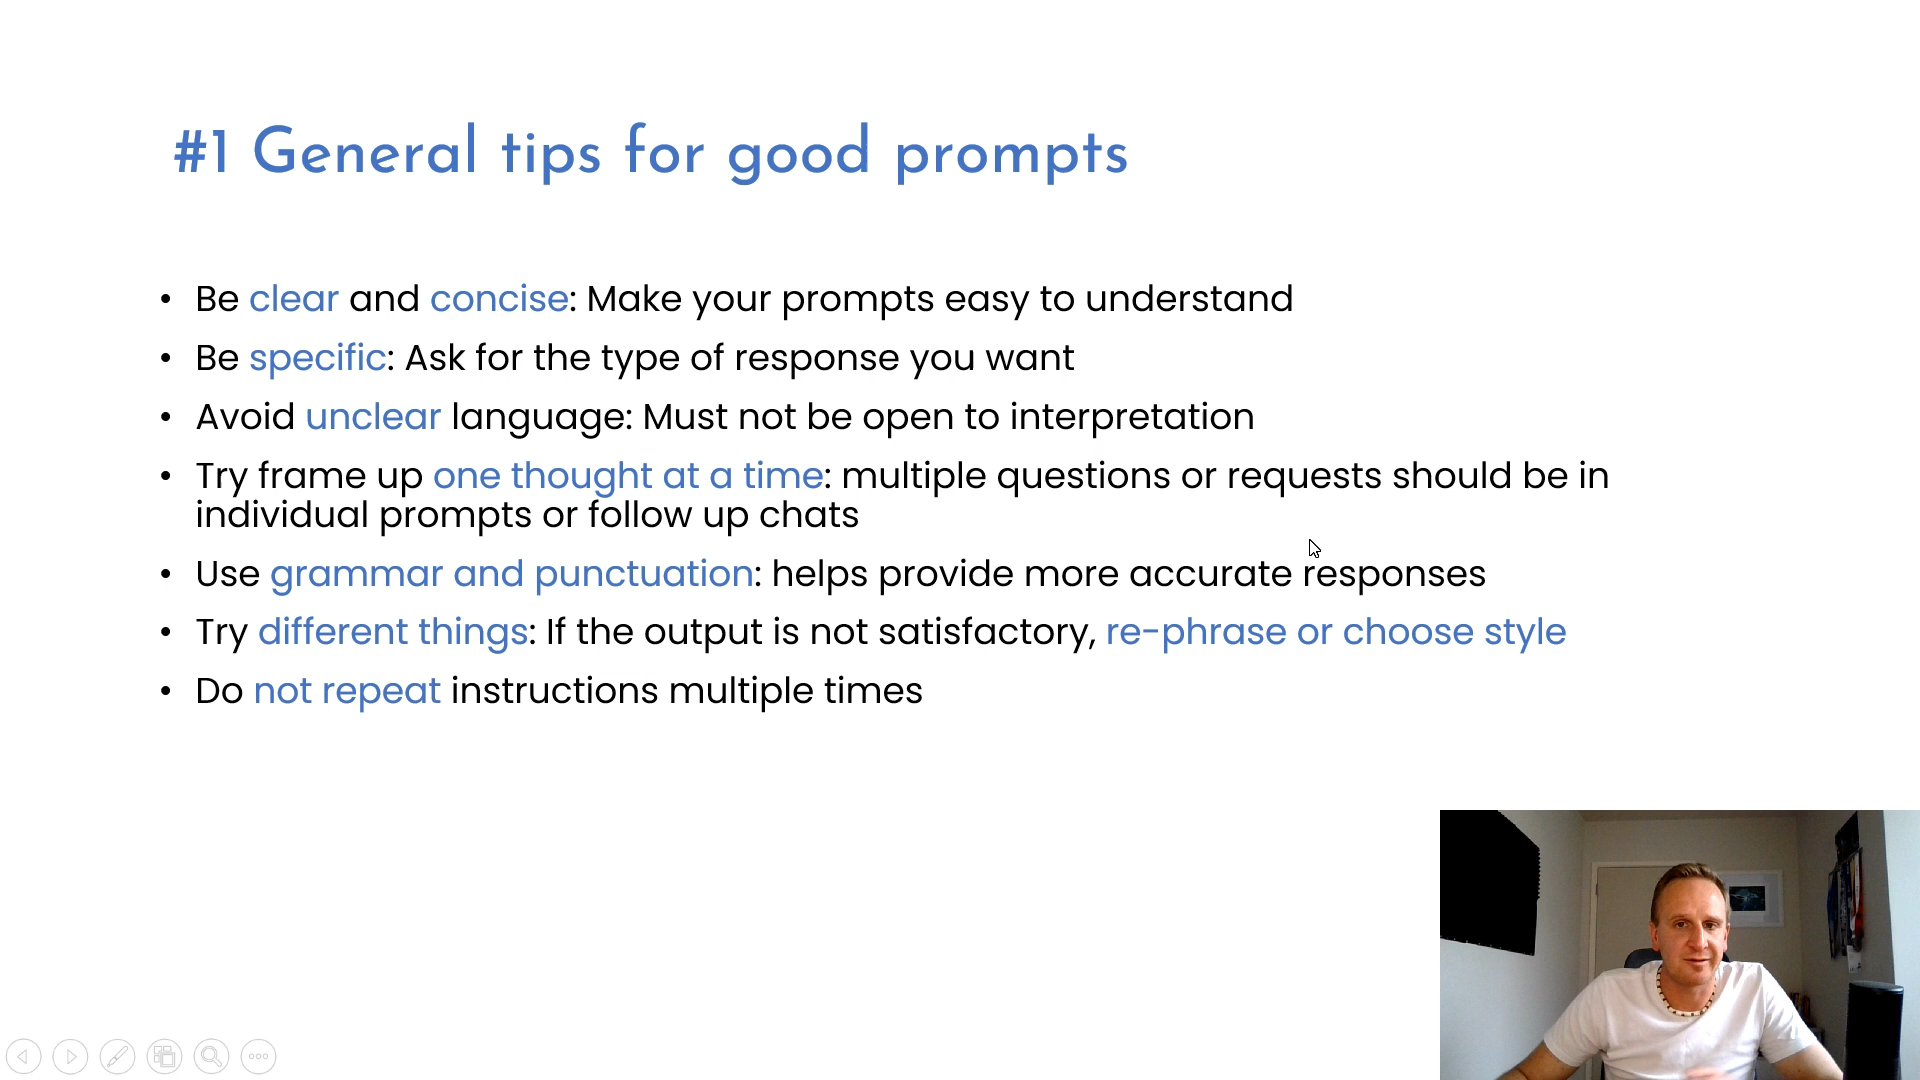 #1 General tips for good prompts
• Be clear and concise: Make your prompts easy to understand
• Be specific: Ask for the type of response you want
• Avoid unclear language: Must not be open to interpretation
• Try frame up one thought at a time: multiple questions or requests should be in
individual prompts or follow up chats
• Use grammar and punctuation: helps provide more accurate responses
• Try different things: If the output is not satisfactory, re-phrase or choose style
• Do not repeat instructions multiple times